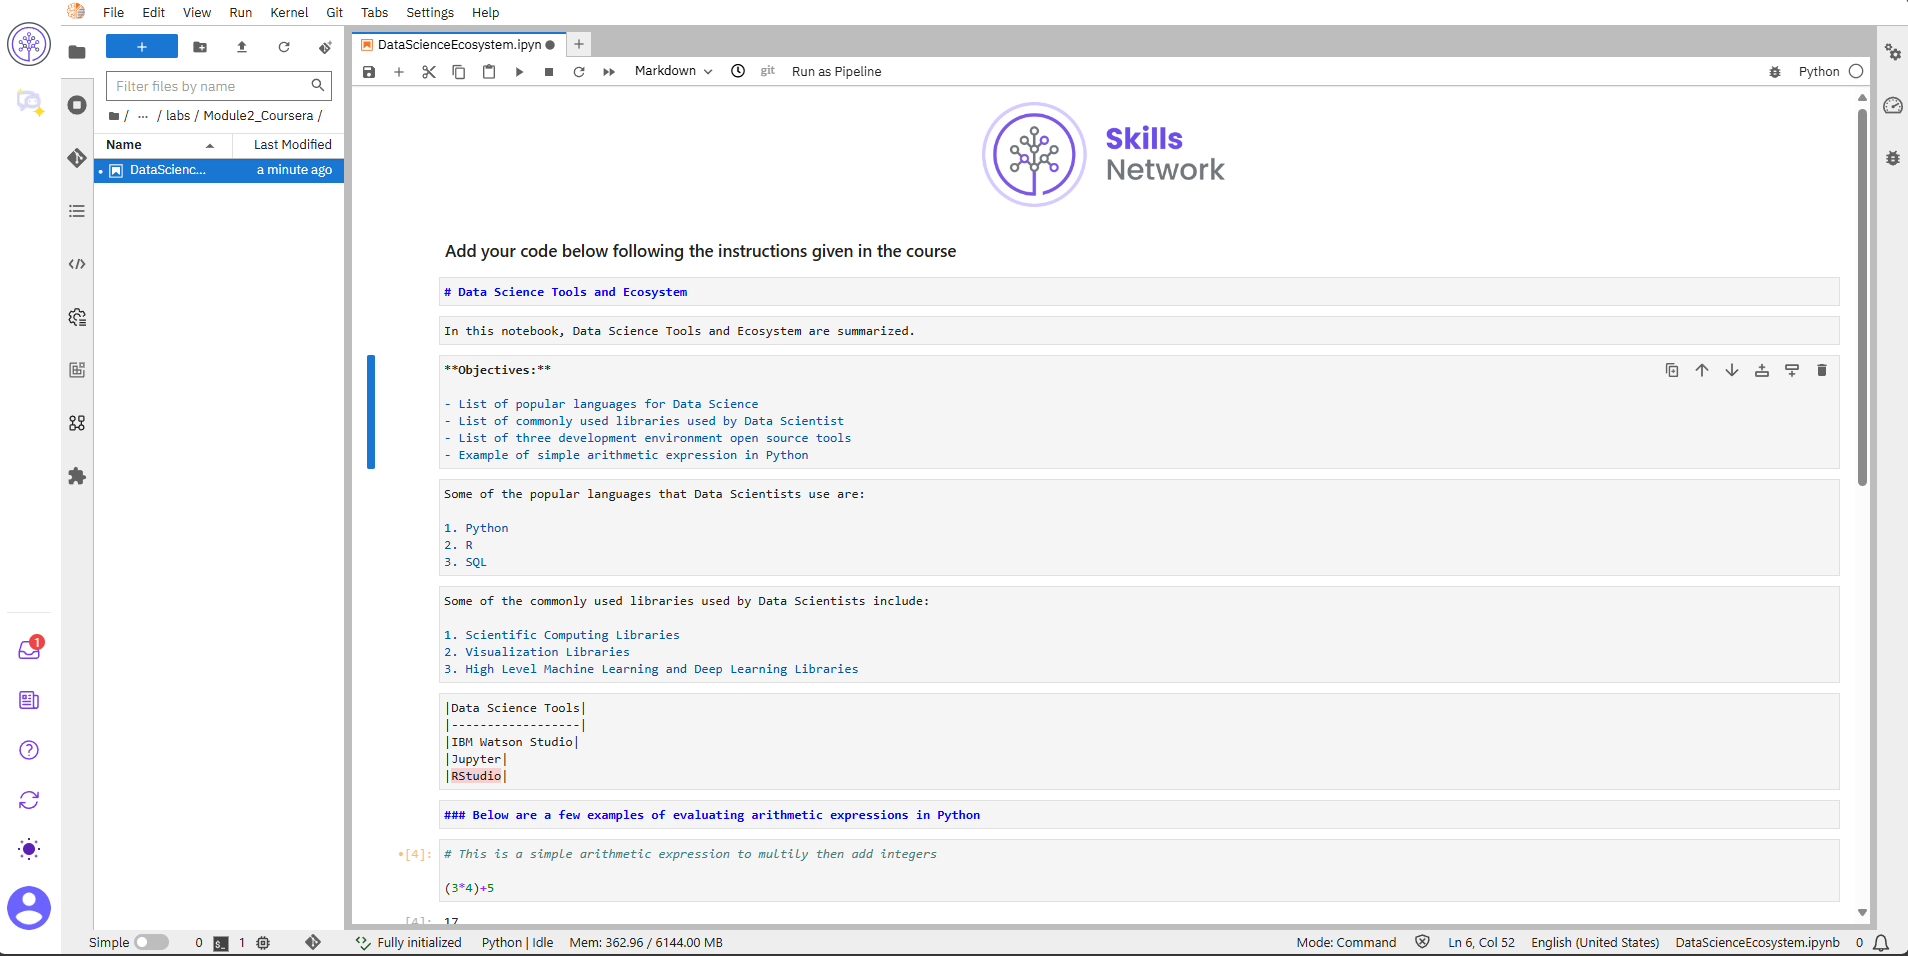 File Edit View Run Kernel Git Tabs Settings Help
+
Filter files by name
/ ... / labs / Module2_Coursera /
Name Last Modified
DataScienc... a minute ago
DataScienceEcosystem.ipyn
Markdown git Run as Pipeline Python
Skills
Network
Add your code below following the instructions given in the course
# Data Science Tools and Ecosystem
In this notebook, Data Science Tools and Ecosystem are summarized.
**Objectives:**
- List of popular languages for Data Science
- List of commonly used libraries used by Data Scientist
- List of three development environment open source tools
- Example of simple arithmetic expression in Python
Some of the popular languages that Data Scientists use are:
1. Python
2. R
3. SQL
Some of the commonly used libraries used by Data Scientists include:
1. Scientific Computing Libraries
2. Visualization Libraries
3. High Level Machine Learning and Deep Learning Libraries
|Data Science Tools|
|------------------|
|IBM Watson Studio|
|Jupyter|
|RStudio|
### Below are a few examples of evaluating arithmetic expressions in Python
[4]: # This is a simple arithmetic expression to multily then add integers
(3*4)+5
[4]: 17
1
Simple 0 $_ 1 Fully initialized Python | Idle Mem: 362.96 / 6144.00 MB Mode: Command Ln 6, Col 52 English (United States) DataScienceEcosystem.ipynb 0